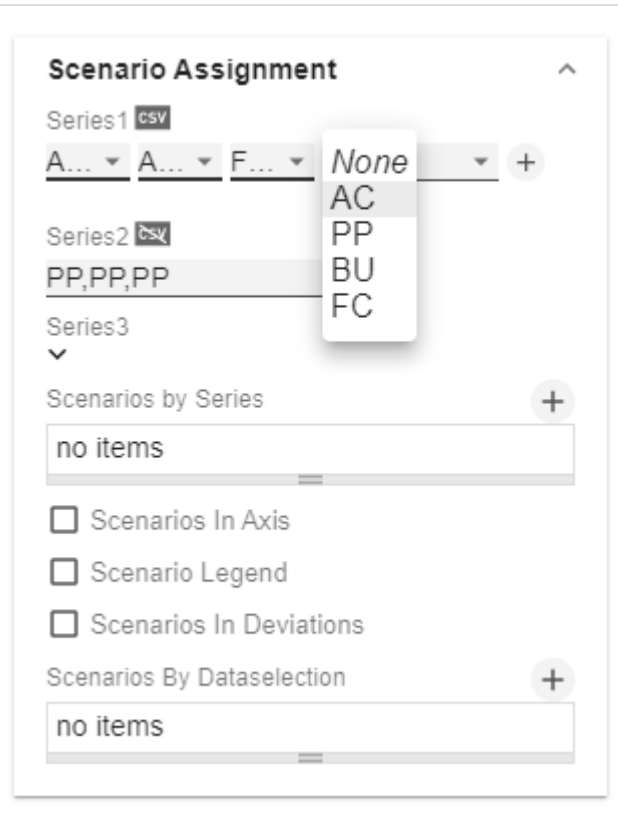 Scenario Assignment
Series1 CSV
A... A... F... +
None
AC
PP
BU
FC
Series2 CSV
PP,PP,PP
Series3
Scenarios by Series +
no items
Scenarios In Axis
Scenario Legend
Scenarios In Deviations
Scenarios By Dataselection +
no items